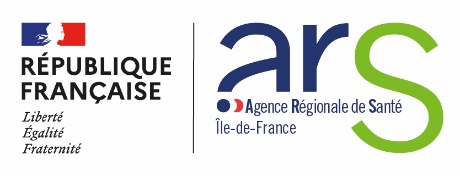 RÉPUBLIQUE
FRANÇAISE
Liberté
Égalité
Fraternité
ars
Agence Régionale de Santé
Île-de-France